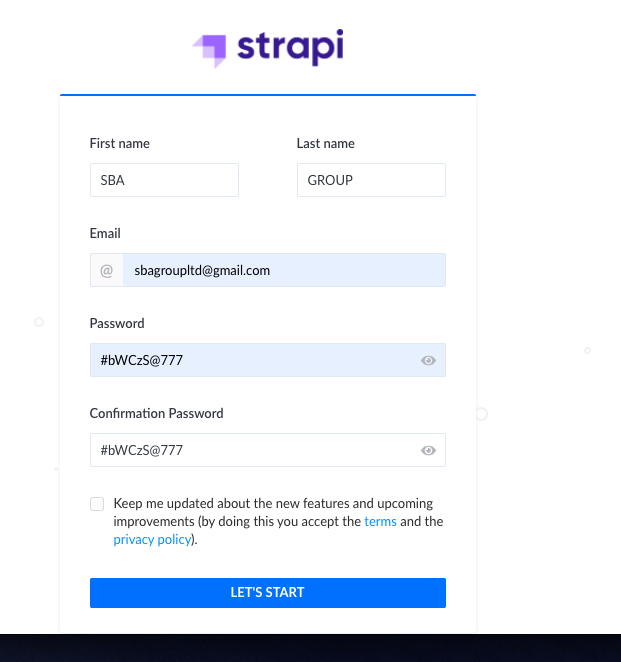 strapi
First name
Last name
SBA
GROUP
Email
@
sbagroupltd@gmail.com
Password
#bWCzS@777
Confirmation Password
#bWCzS@777
Keep me updated about the new features and upcoming
improvements (by doing this you accept the terms and the
privacy policy).
LET'S START